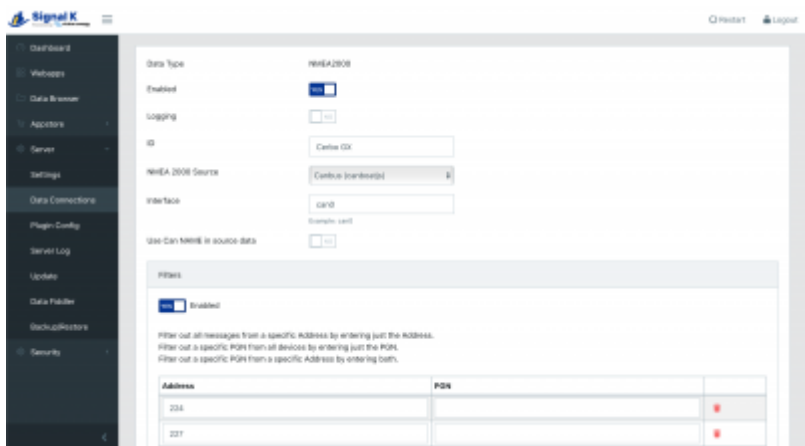 Signal K
Restart
Logout
Dashboard
Webapps
Data Browser
Appstore
Server
Settings
Data Connections
Plugin Config
Server Log
Update
Data Fiddler
Backup/Restore
Security
Data Type NMEA2000
Enabled YES
Logging NO
ID Cerbo GX
NMEA 2000 Source Canbus (canboatjs)
Interface can0
Example: can0
Use Can NAME in source data NO
Filters
YES Enabled
Filter out all messages from a specific Address by entering just the Address.
Filter out a specific PGN from all devices by entering just the PGN.
Filter out a specific PGN from a specific Address by entering both.
Address PGN
224
227